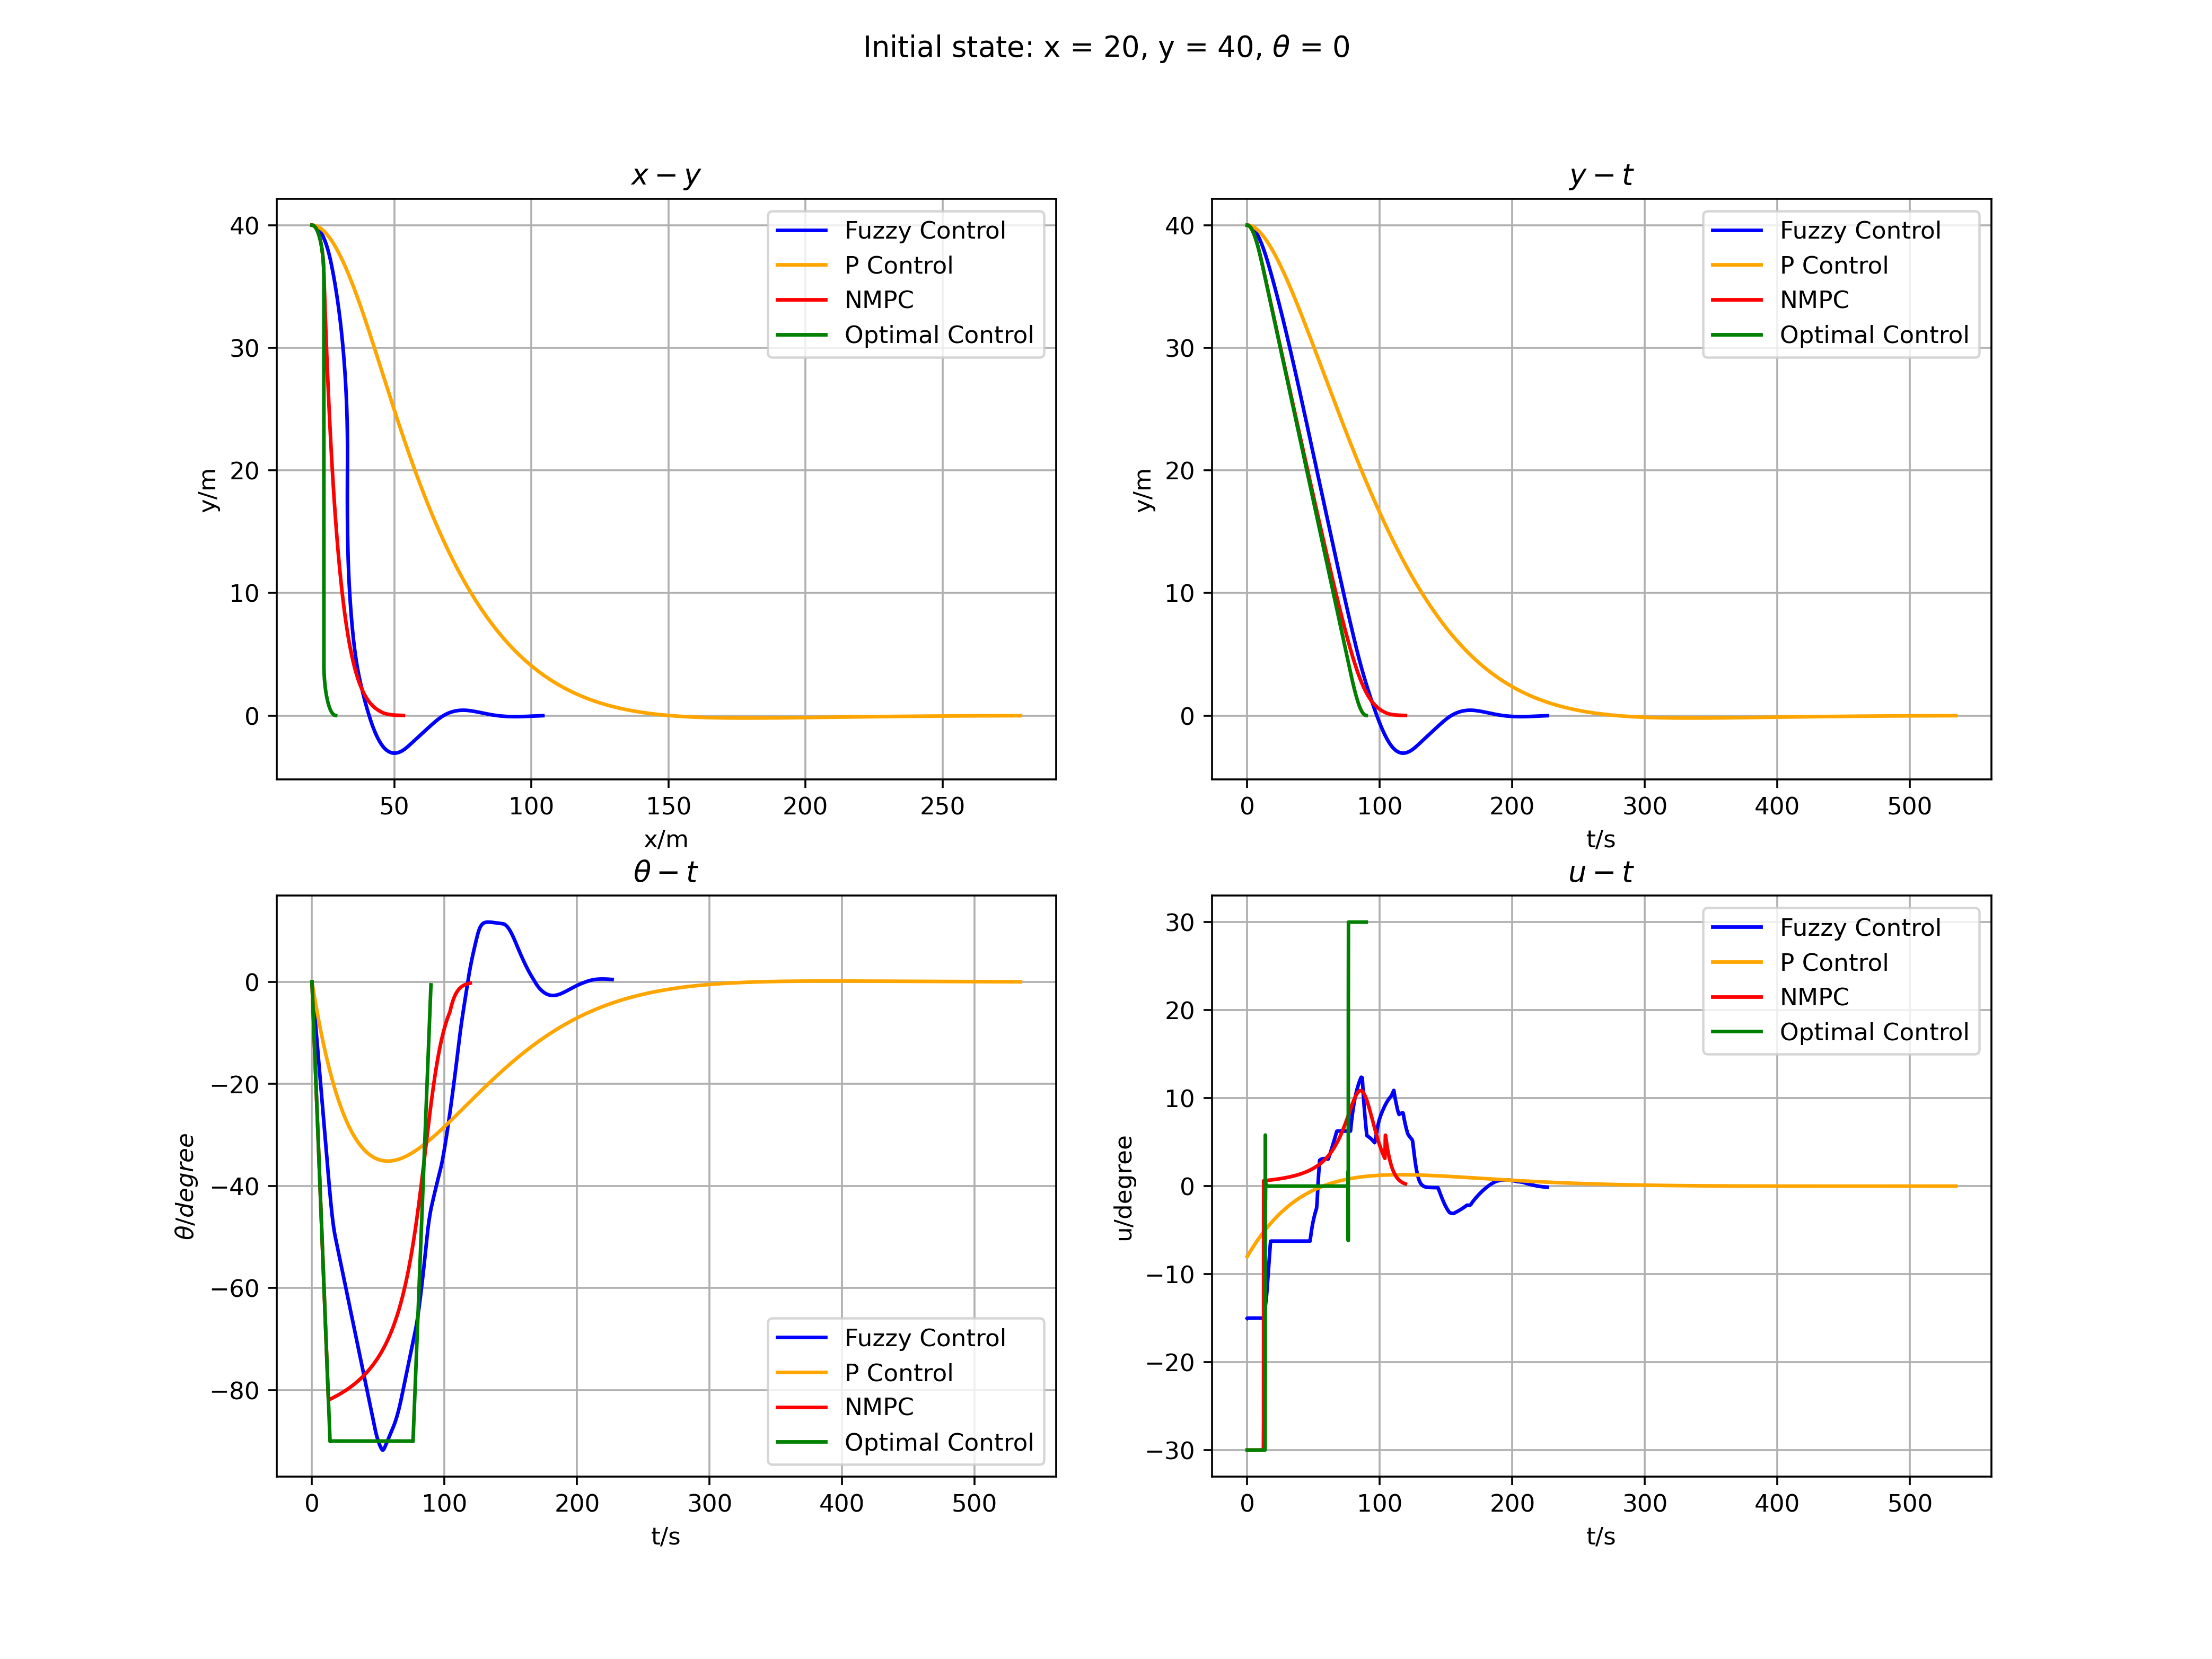 Initial state: x = 20, y = 40, θ = 0
x − y
40
30
20
10
0
y/m
50 100 150 200 250
x/m
Fuzzy Control
P Control
NMPC
Optimal Control
y − t
40
30
20
10
0
y/m
0 100 200 300 400 500
t/s
Fuzzy Control
P Control
NMPC
Optimal Control
θ − t
0
−20
−40
−60
−80
θ/degree
0 100 200 300 400 500
t/s
Fuzzy Control
P Control
NMPC
Optimal Control
u − t
30
20
10
0
−10
−20
−30
u/degree
0 100 200 300 400 500
t/s
Fuzzy Control
P Control
NMPC
Optimal Control